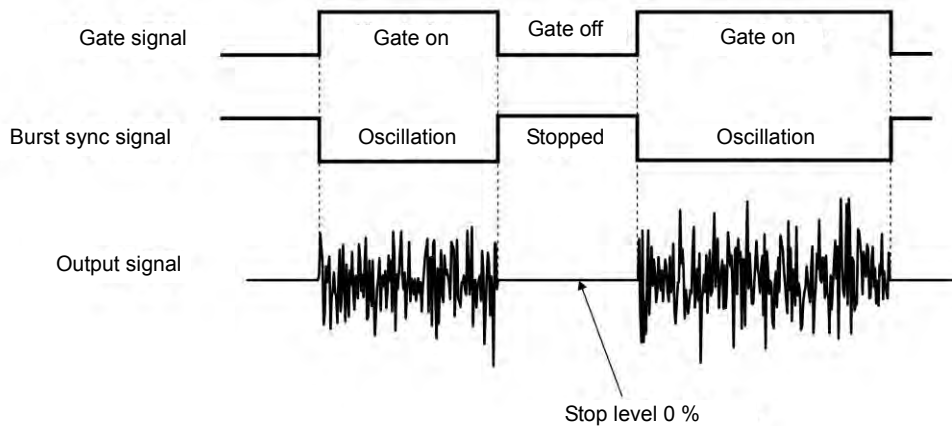 Gate signal
Gate on
Gate off
Gate on
Burst sync signal
Oscillation
Stopped
Oscillation
Output signal
Stop level 0 %